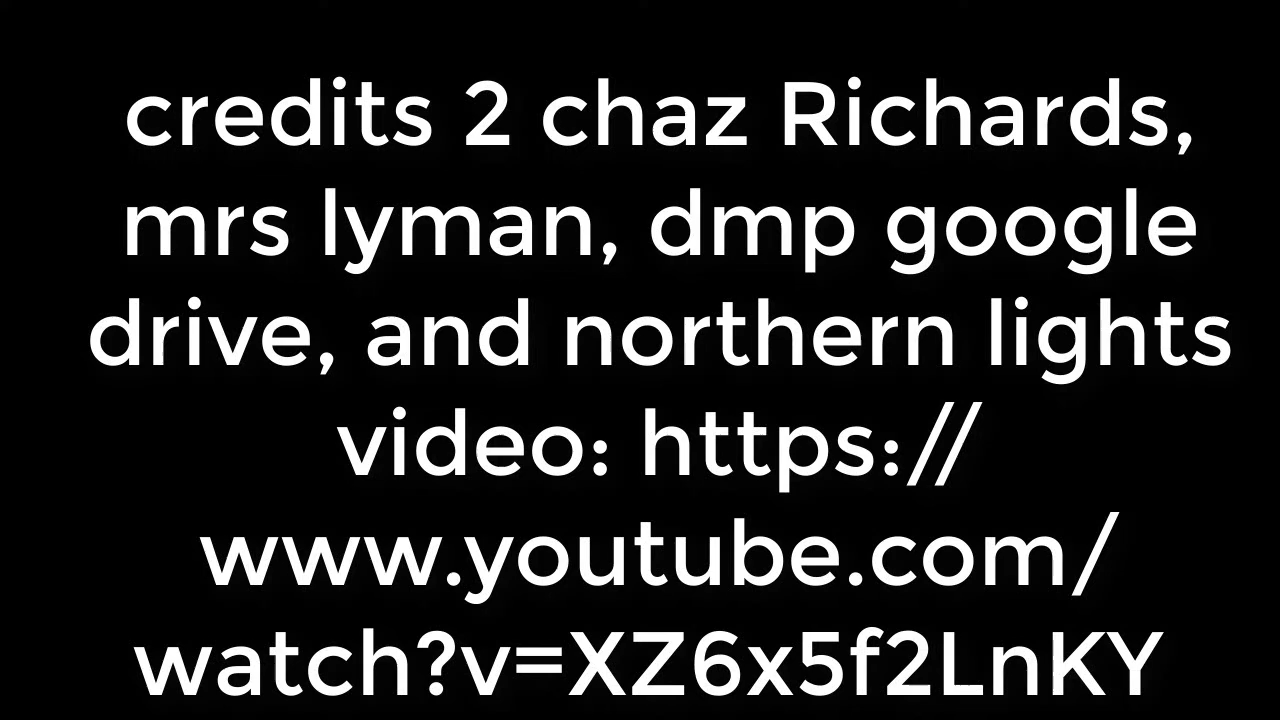 credits 2 chaz Richards,
mrs lyman, dmp google
drive, and northern lights
video: https://
www.youtube.com/
watch?v=XZ6x5f2LnKY